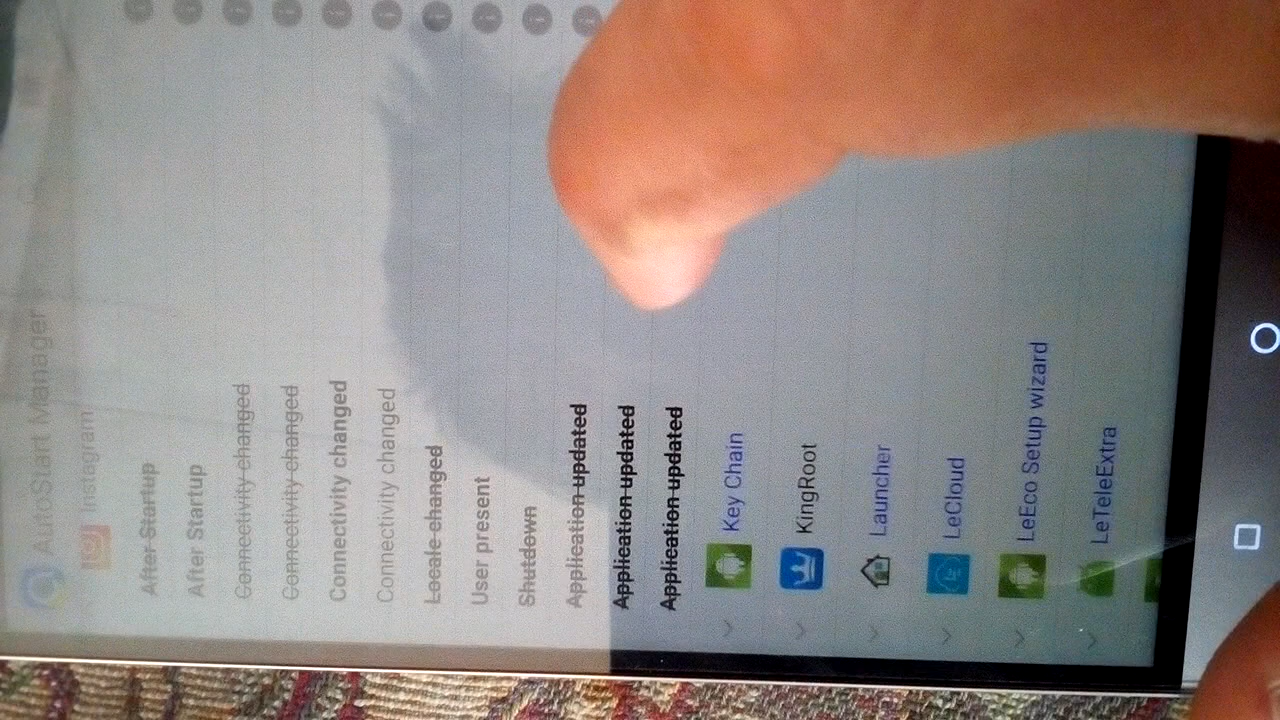 AutoStart Manager
Instagram
After Startup
After Startup
Connectivity changed
Connectivity changed
Connectivity changed
Connectivity changed
Locale changed
User present
Shutdown
Application updated
Application updated
Application updated
Key Chain
KingRoot
Launcher
LeCloud
LeEco Setup wizard
LeTeleExtra